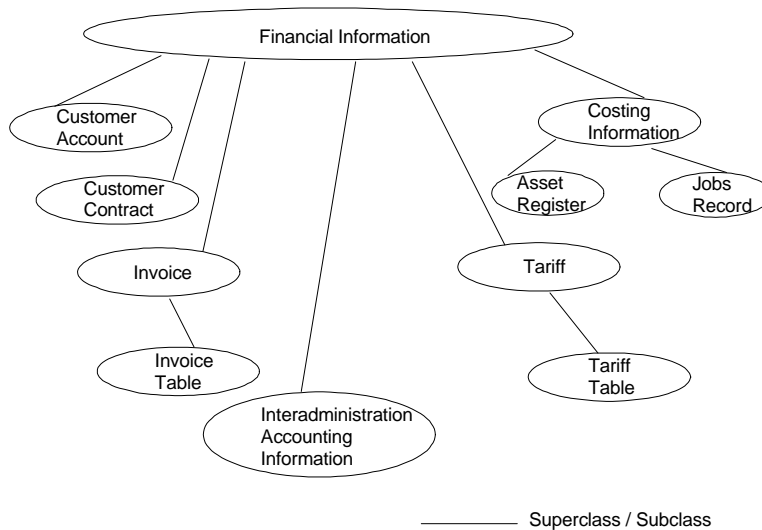 Financial Information
Customer
Account
Costing
Information
Customer
Contract
Asset
Register
Jobs
Record
Invoice
Tariff
Invoice
Table
Tariff
Table
Interadministration
Accounting
Information
Superclass / Subclass